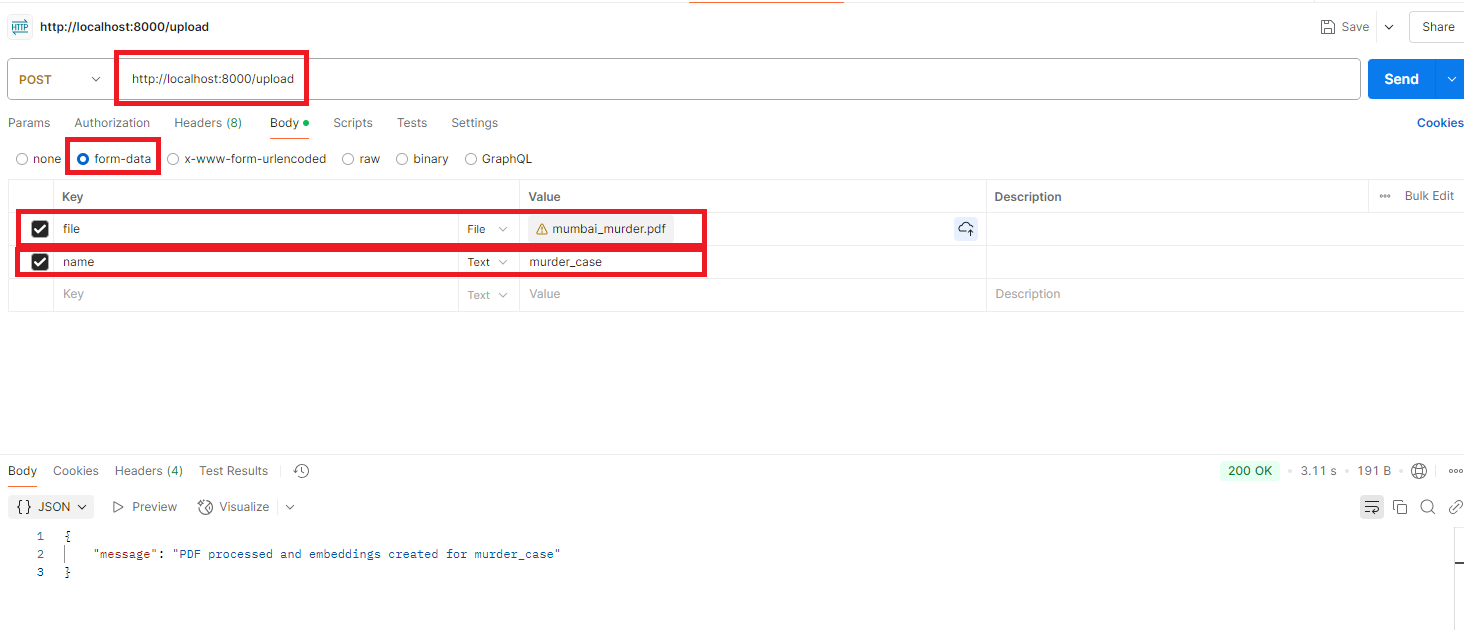 HTTP http://localhost:8000/upload Save Share
POST http://localhost:8000/upload Send
Params Authorization Headers (8) Body Scripts Tests Settings Cookies
none form-data x-www-form-urlencoded raw binary GraphQL
Key Value Description Bulk Edit
file File mumbai_murder.pdf
name Text murder_case
Key Text Value Description
Body Cookies Headers (4) Test Results 200 OK 3.11 s 191 B
{} JSON Preview Visualize
1 {
2 "message": "PDF processed and embeddings created for murder_case"
3 }